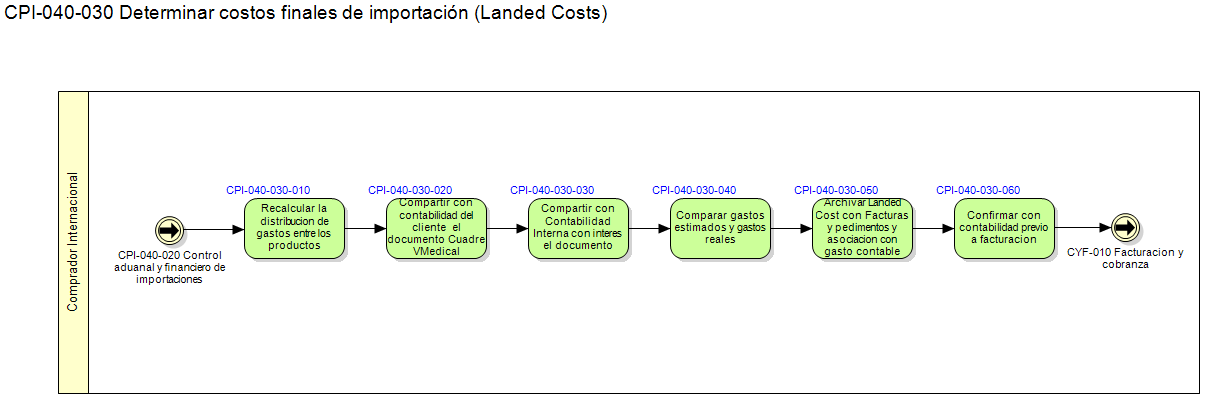 CPI-040-030 Determinar costos finales de importación (Landed Costs)
Comprador Internacional
CPI-040-020 Control
aduanal y financiero de
importaciones
CPI-040-030-010
Recalcular la
distribucion de
gastos entre los
productos
CPI-040-030-020
Compartir con
contabilidad del
cliente el
documento Cuadre
VMedical
CPI-040-030-030
Compartir con
Contabilidad
Interna con interes
el documento
CPI-040-030-040
Comparar gastos
estimados y gastos
reales
CPI-040-030-050
Archivar Landed
Cost con Facturas
y pedimentos y
asociacion con
gasto contable
CPI-040-030-060
Confirmar con
contabilidad previo
a facturacion
CYF-010 Facturacion y
cobranza